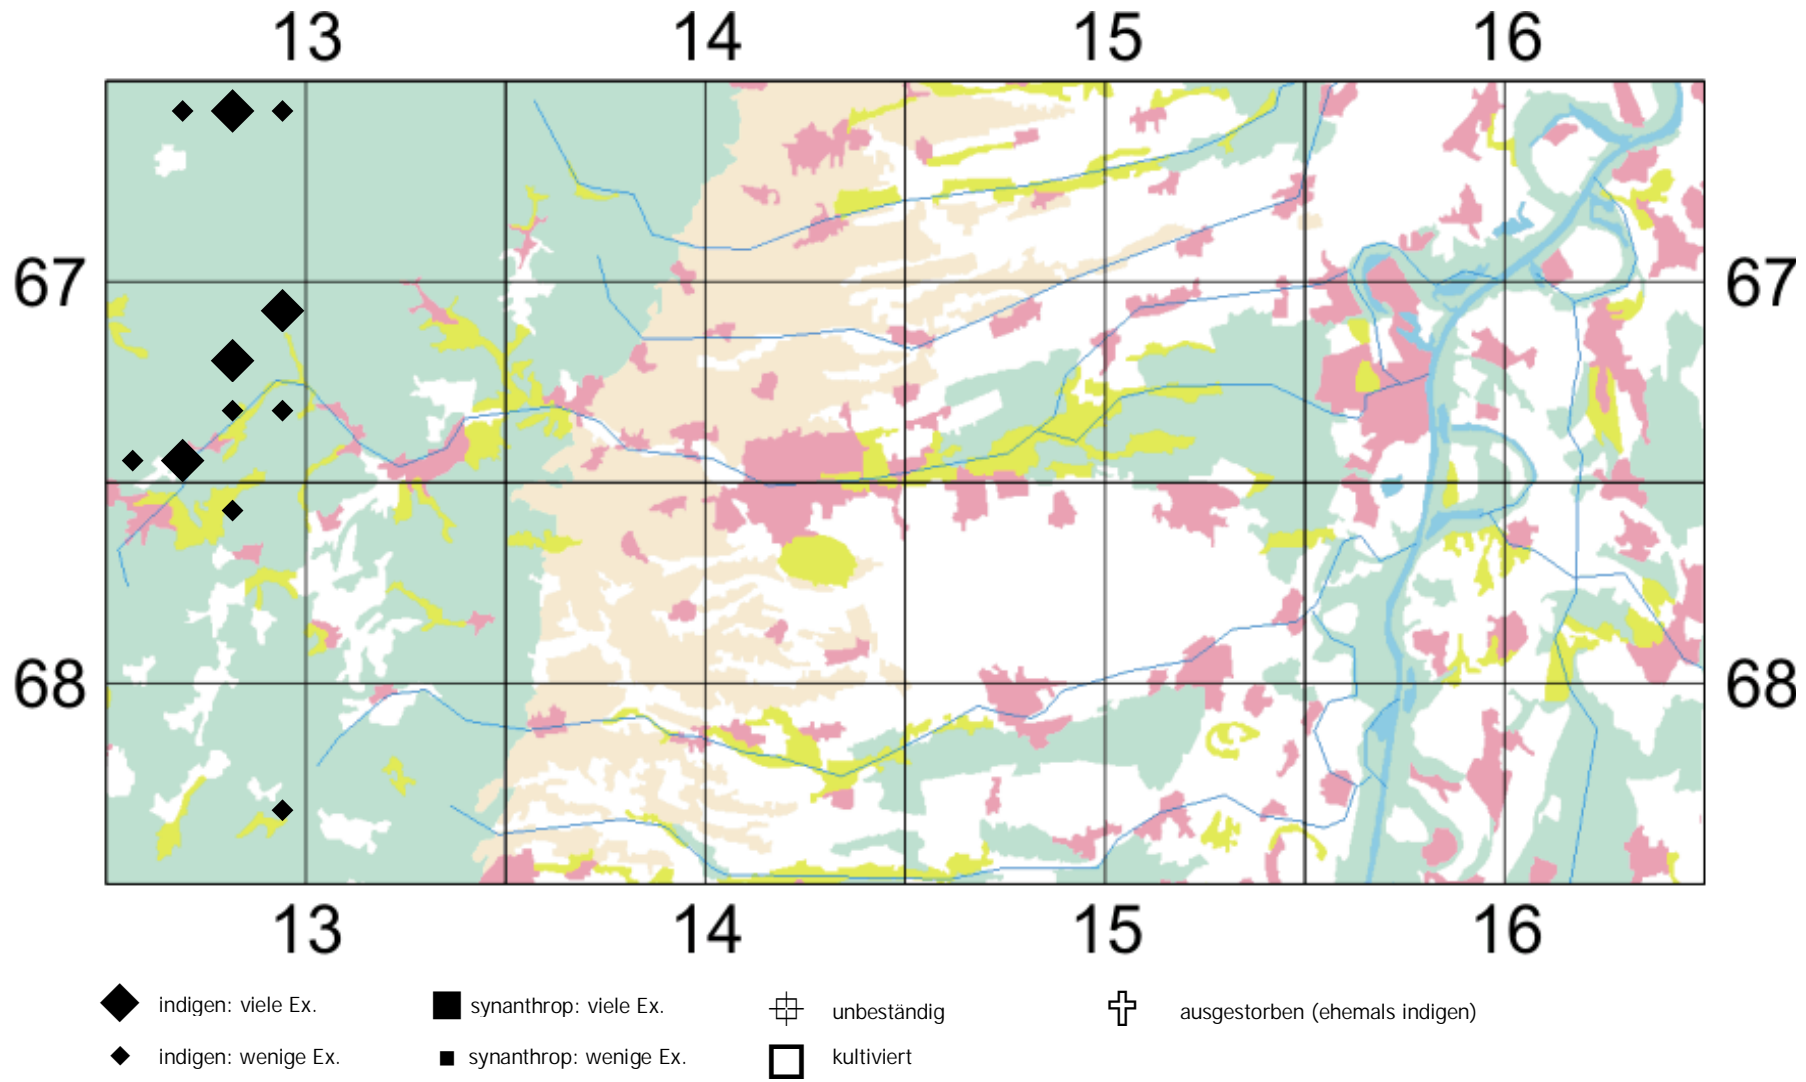 13 14 15 16
67 67
68 68
13 14 15 16
indigen: viele Ex. synanthrop: viele Ex. unbeständig ausgestorben (ehemals indigen)
indigen: wenige Ex. synanthrop: wenige Ex. kultiviert